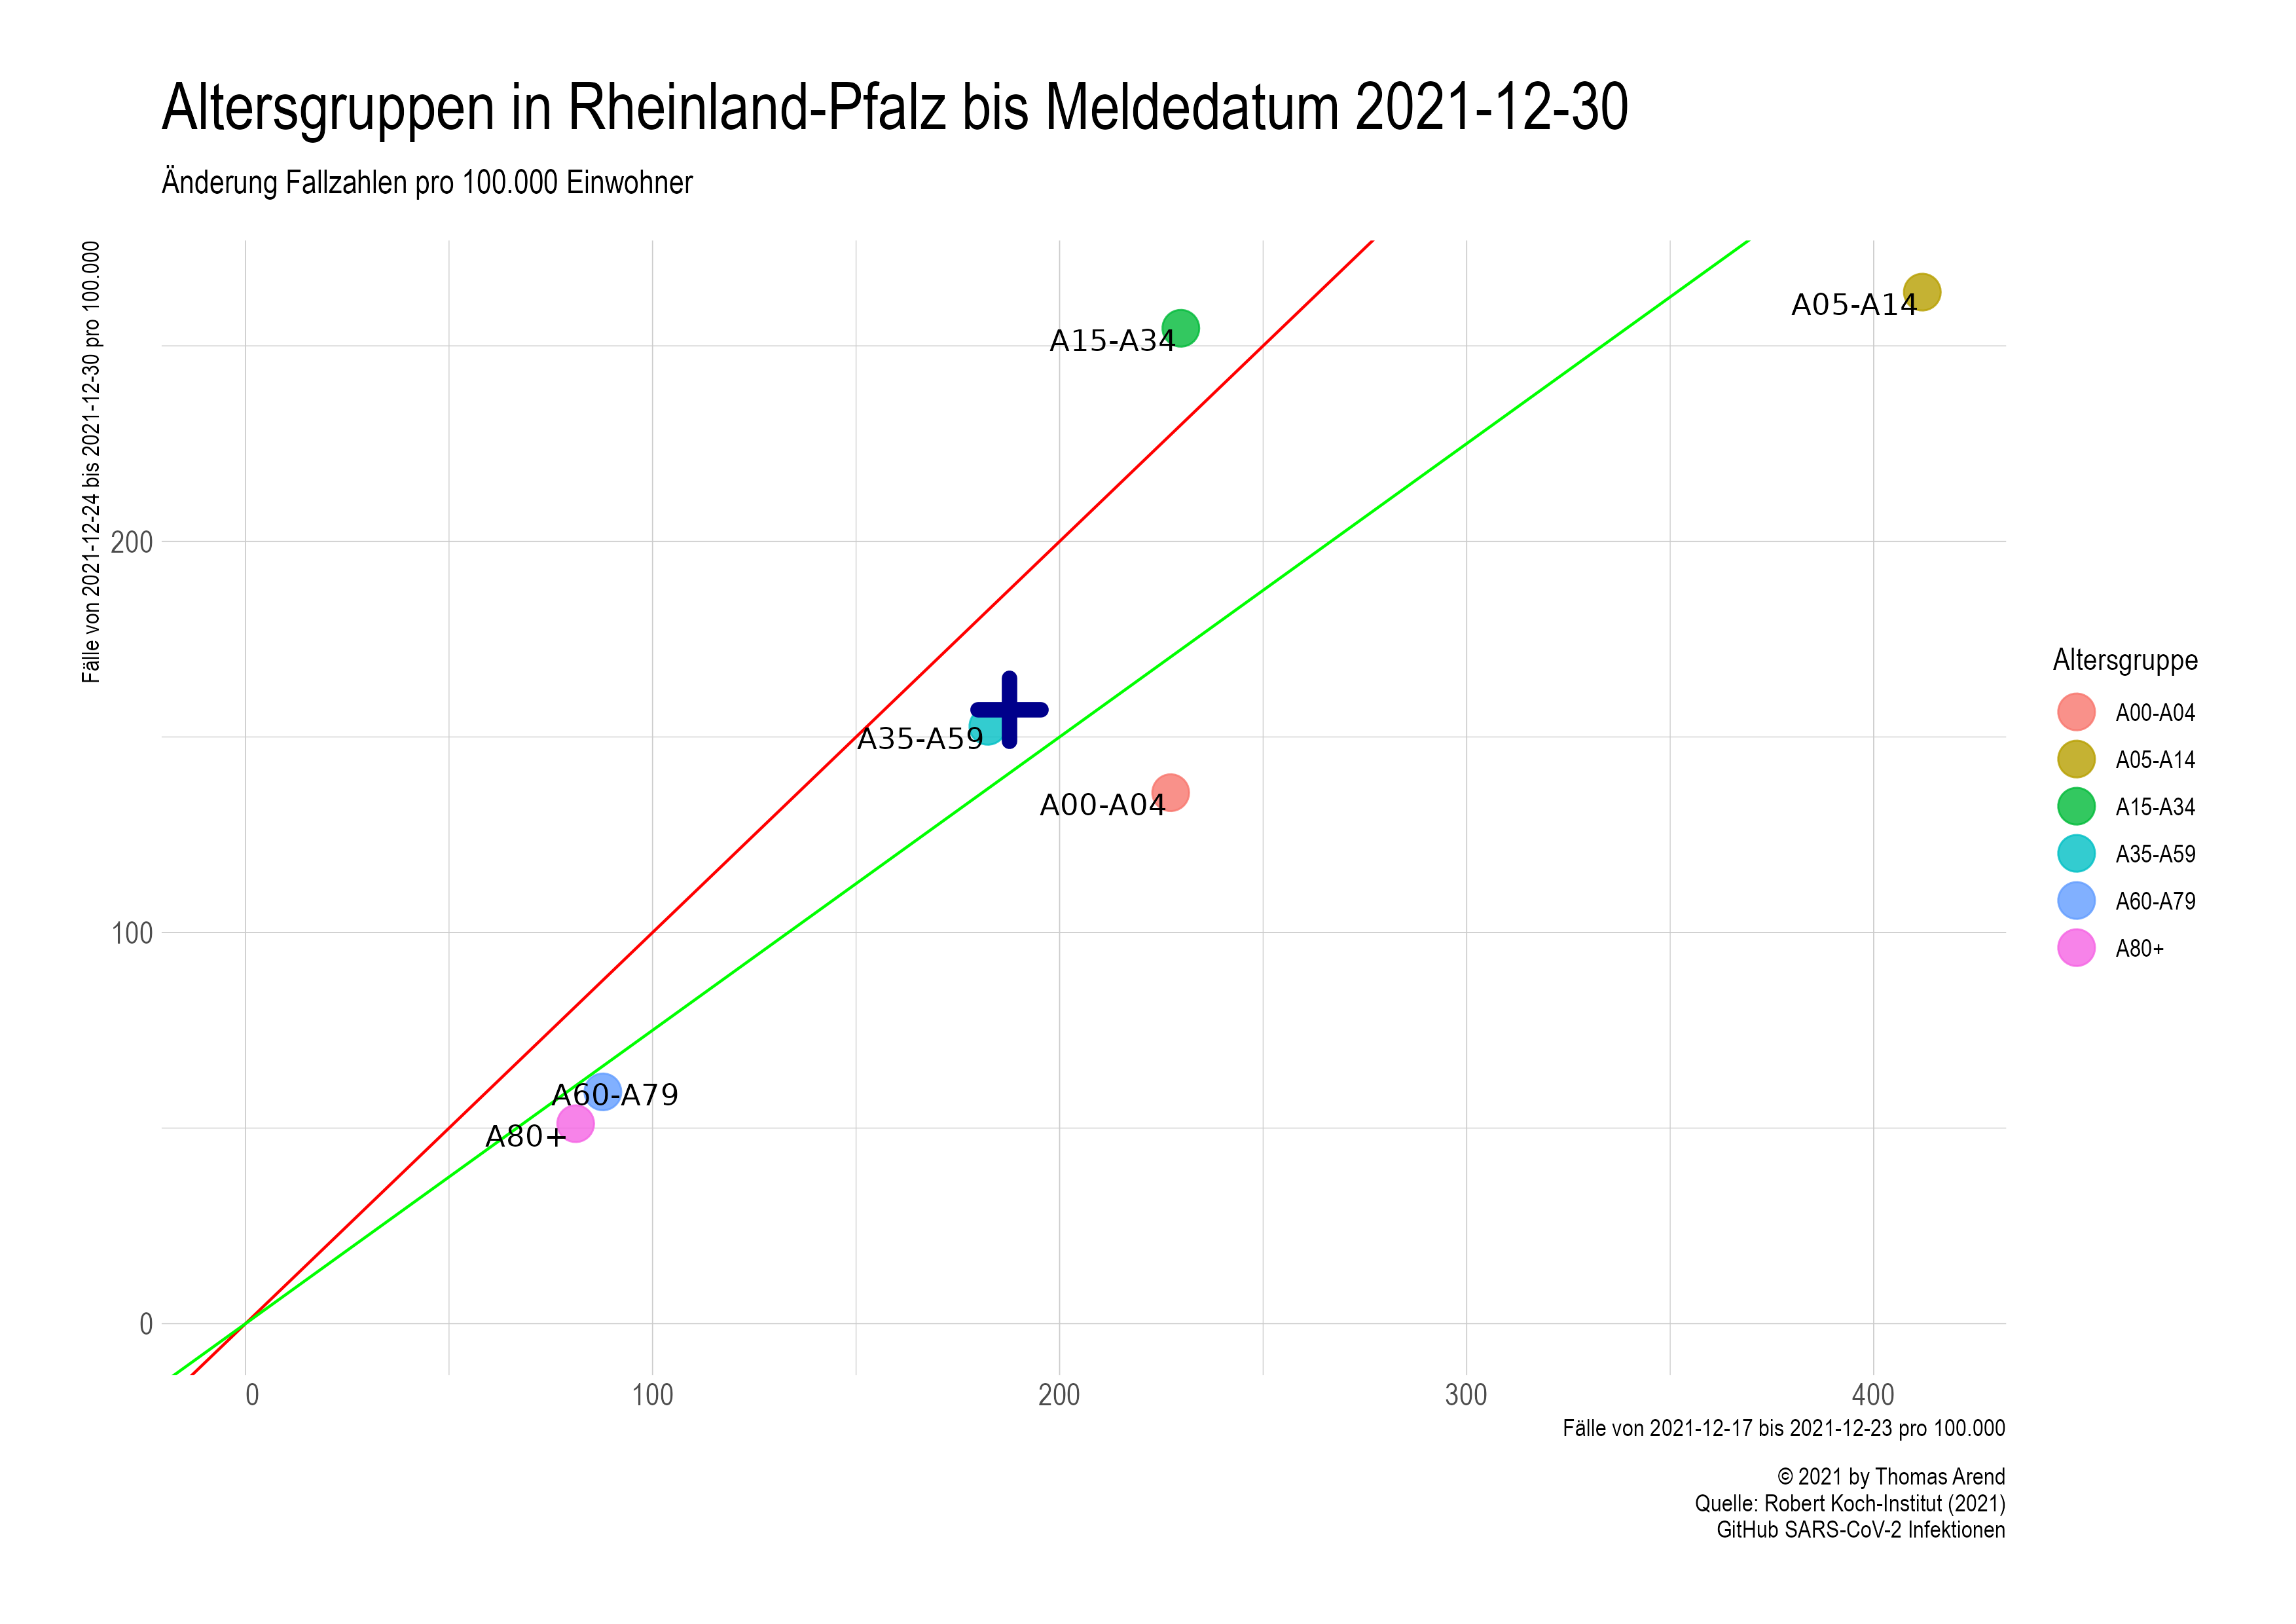 Altersgruppen in Rheinland-Pfalz bis Meldedatum 2021-12-30
Änderung Fallzahlen pro 100.000 Einwohner
Fälle von 2021-12-24 bis 2021-12-30 pro 100.000
200
100
0
A05-A14
A15-A34
A35-A59
A00-A04
A60-A79
A80+
0
100
200
300
400
Fälle von 2021-12-17 bis 2021-12-23 pro 100.000
Altersgruppe
A00-A04
A05-A14
A15-A34
A35-A59
A60-A79
A80+
© 2021 by Thomas Arend
Quelle: Robert Koch-Institut (2021)
GitHub SARS-CoV-2 Infektionen